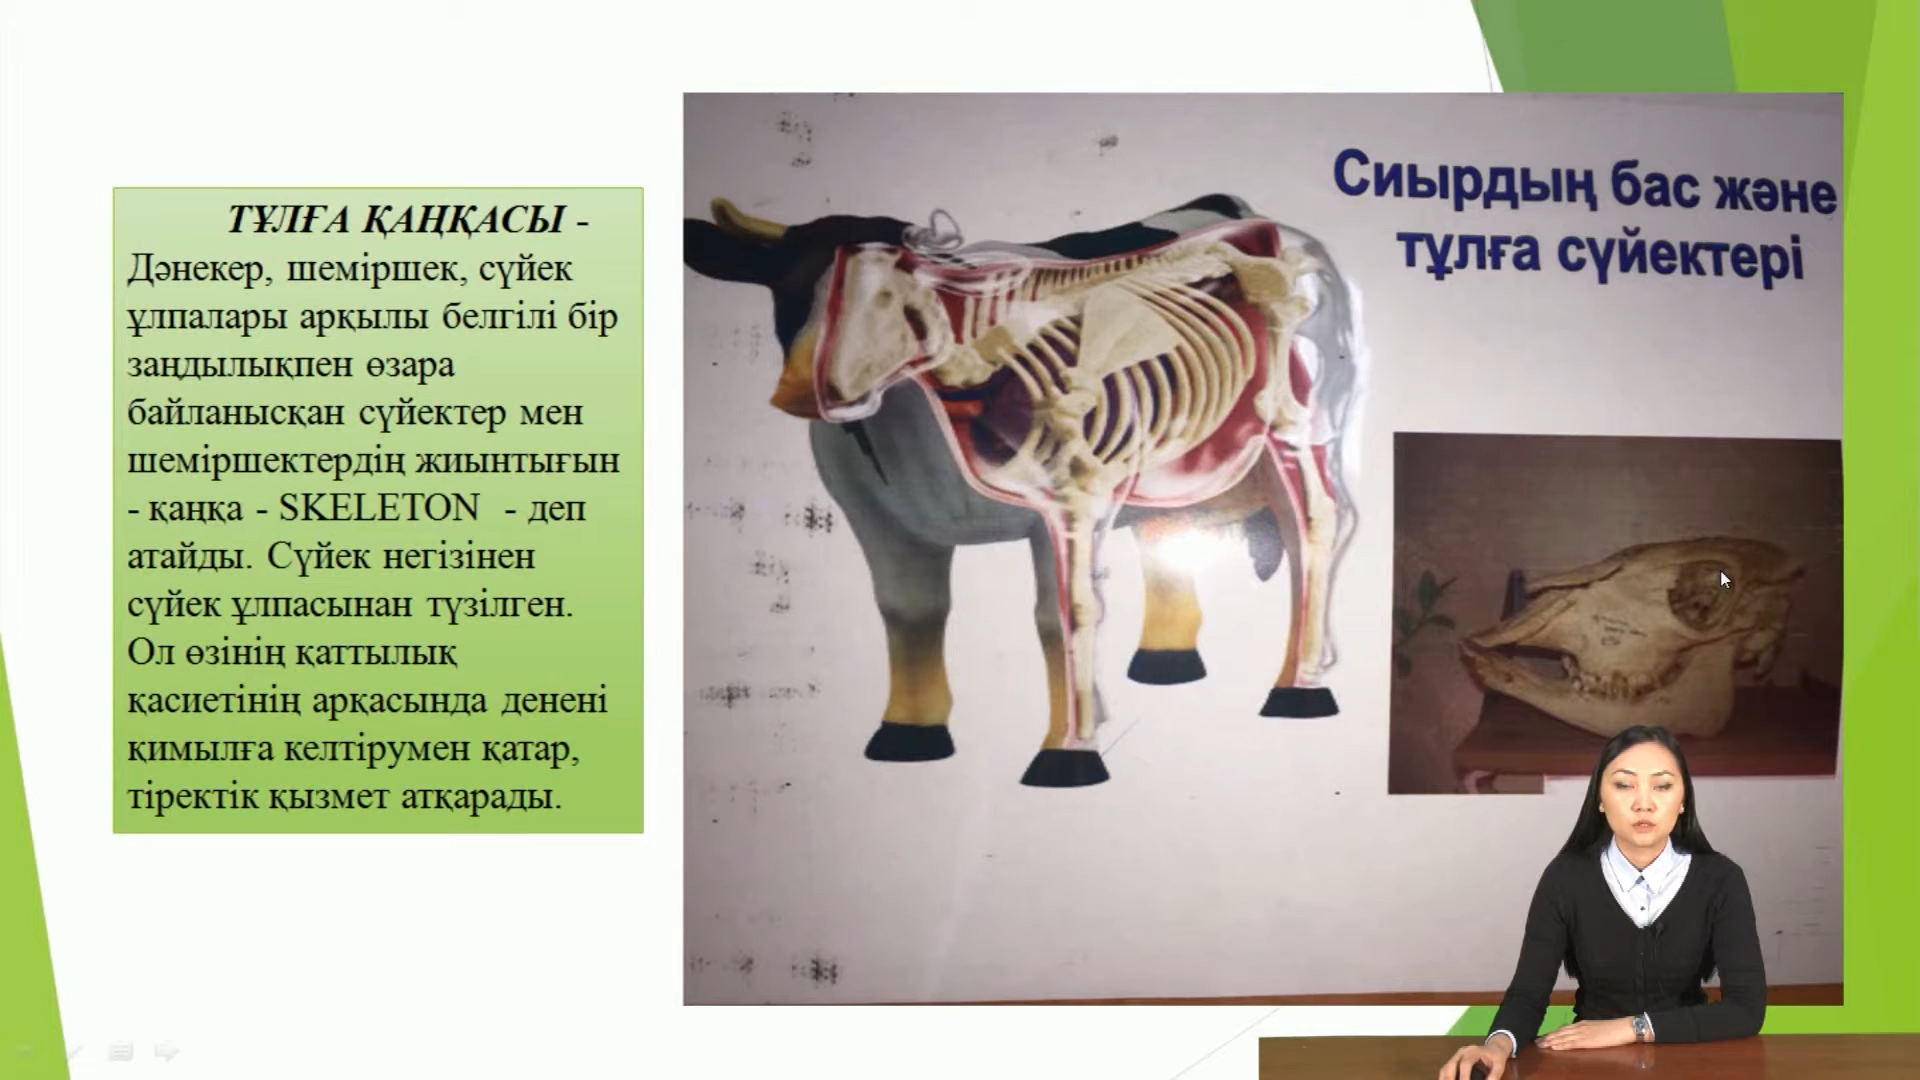 ТҰЛҒА ҚАҢҚАСЫ -
Дәнекер, шеміршек, сүйек
ұлпалары арқылы белгілі бір
заңдылықпен өзара
байланысқан сүйектер мен
шеміршектердің жиынтығын
- қаңқа - SKELETON - деп
атайды. Сүйек негізінен
сүйек ұлпасынан түзілген.
Ол өзінің қаттылық
қасиетінің арқасында денені
қимылға келтірумен қатар,
тіректік қызмет атқарады.
Сиырдың бас және
тұлға сүйектері